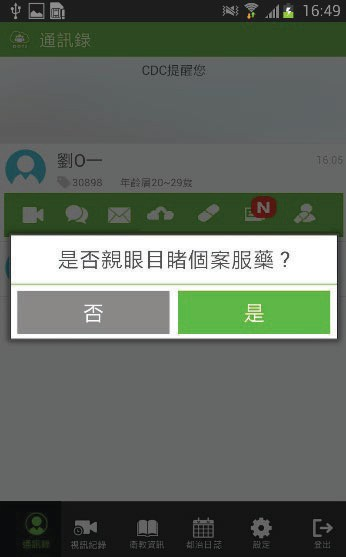 16:49
通訊錄
CDC提醒您
劉O一
16:05
30898 年齡層20~29歲
N
是否親眼目睹個案服藥？
否 是
通訊錄 視訊紀錄 衛教資訊 都治日誌 設定 登出